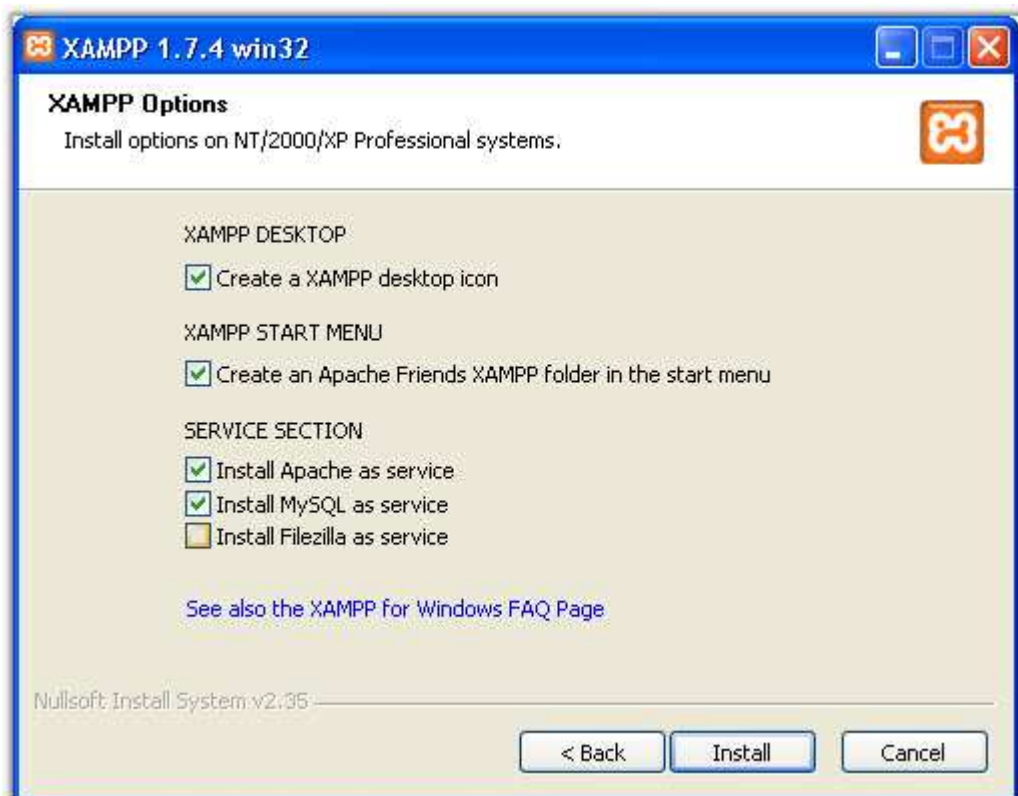 XAMPP 1.7.4 win32
XAMPP Options
Install options on NT/2000/XP Professional systems.
XAMPP DESKTOP
Create a XAMPP desktop icon
XAMPP START MENU
Create an Apache Friends XAMPP folder in the start menu
SERVICE SECTION
Install Apache as service
Install MySQL as service
Install Filezilla as service
See also the XAMPP for Windows FAQ Page
Nullsoft Install System v2.35
< Back Install Cancel